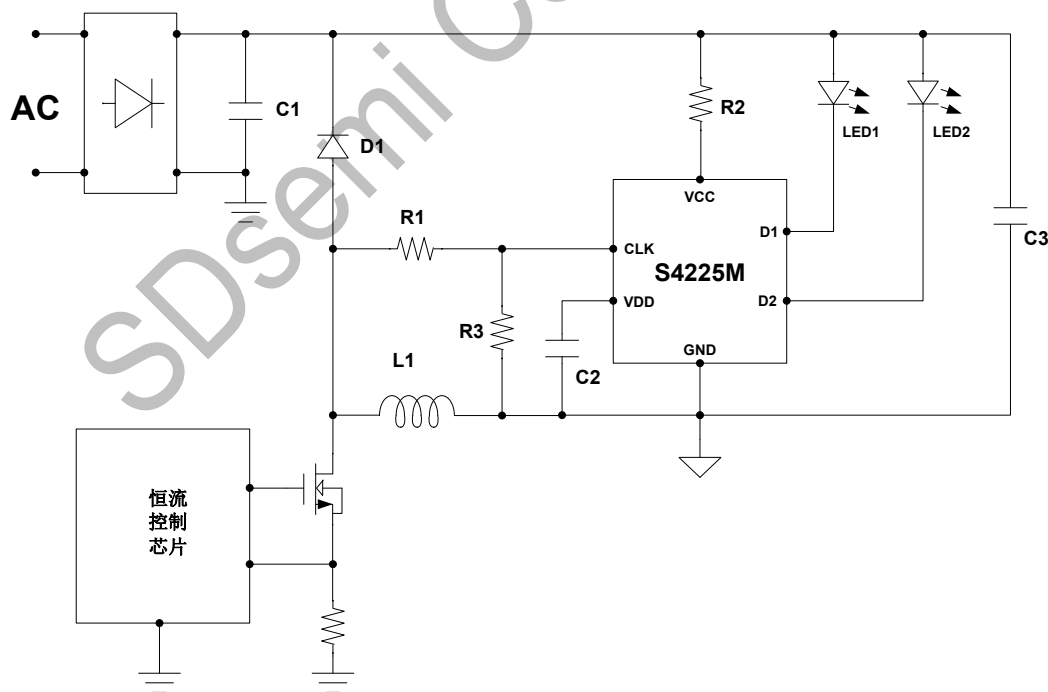 SDsemi Co
AC
C1
D1
R2
LED1
LED2
VCC
R1
D1
C3
CLK
S4225M
VDD
D2
R3
GND
L1
C2
恒流
控制
芯片